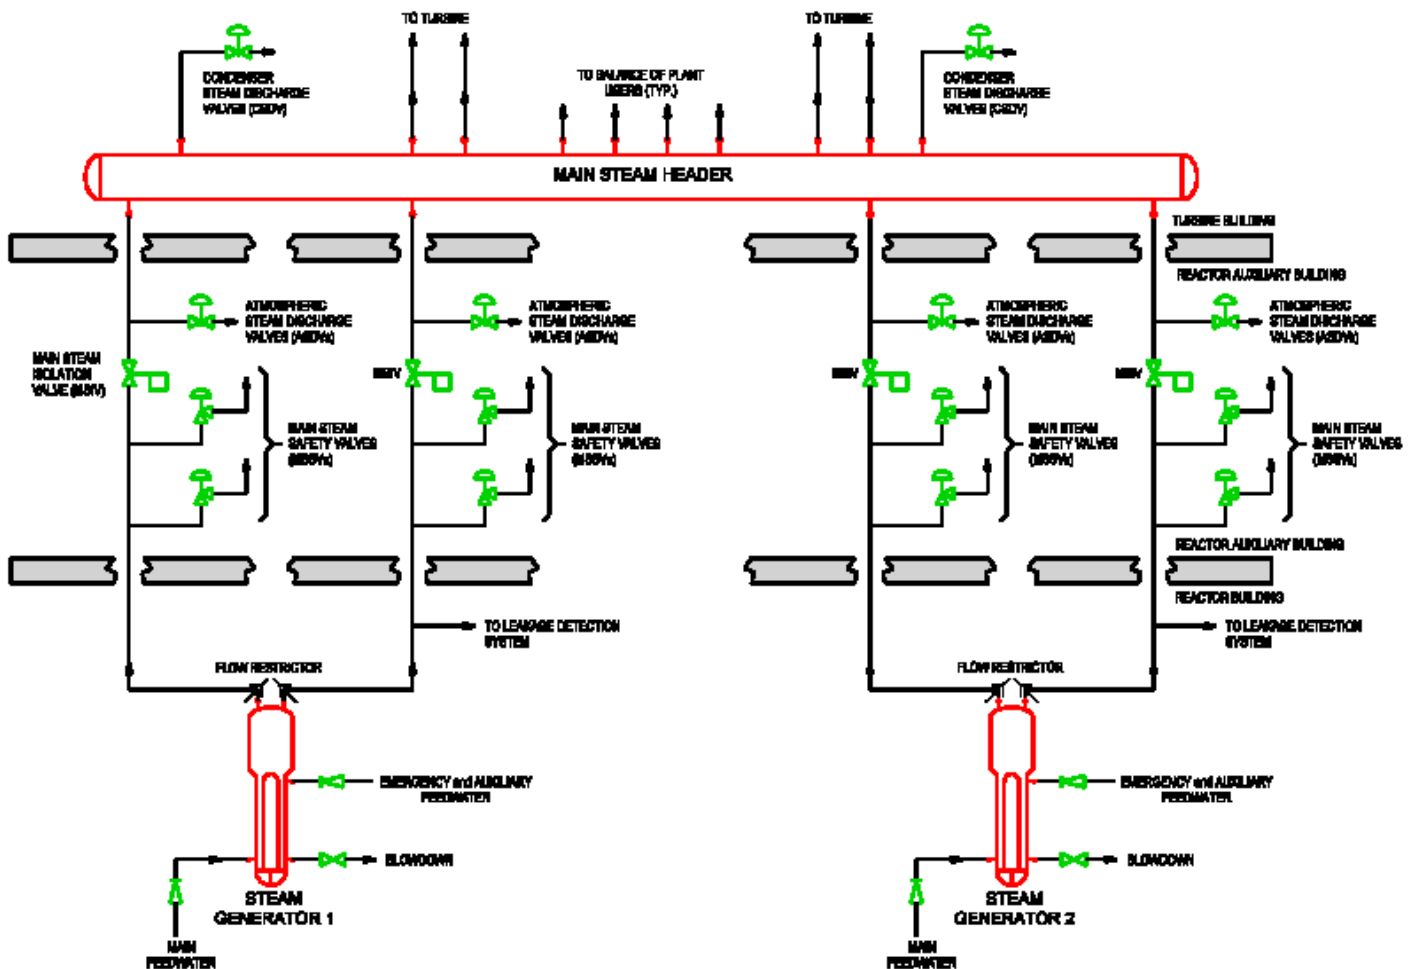 TO TURBINE
TO TURBINE
CONDENSER
STEAM DISCHARGE
VALVES (CSDV)
TO BALANCE OF PLANT
USERS (TYP.)
CONDENSER
STEAM DISCHARGE
VALVES (CSDV)
MAIN STEAM HEADER
TURBINE BUILDING
REACTOR AUXILIARY BUILDING
ATMOSPHERIC
STEAM DISCHARGE
VALVES (ASDVs)
ATMOSPHERIC
STEAM DISCHARGE
VALVES (ASDVs)
ATMOSPHERIC
STEAM DISCHARGE
VALVES (ASDVs)
ATMOSPHERIC
STEAM DISCHARGE
VALVES (ASDVs)
MAIN STEAM
ISOLATION
VALVE (MSIV)
MSIV
MSIV
MSIV
MAIN STEAM
SAFETY VALVES
(MSSVs)
MAIN STEAM
SAFETY VALVES
(MSSVs)
MAIN STEAM
SAFETY VALVES
(MSSVs)
MAIN STEAM
SAFETY VALVES
(MSSVs)
REACTOR AUXILIARY BUILDING
REACTOR BUILDING
TO LEAKAGE DETECTION
SYSTEM
TO LEAKAGE DETECTION
SYSTEM
FLOW RESTRICTOR
FLOW RESTRICTOR
EMERGENCY and AUXILIARY
FEEDWATER
EMERGENCY and AUXILIARY
FEEDWATER
BLOWDOWN
BLOWDOWN
STEAM
GENERATOR 1
STEAM
GENERATOR 2
MAIN
FEEDWATER
MAIN
FEEDWATER